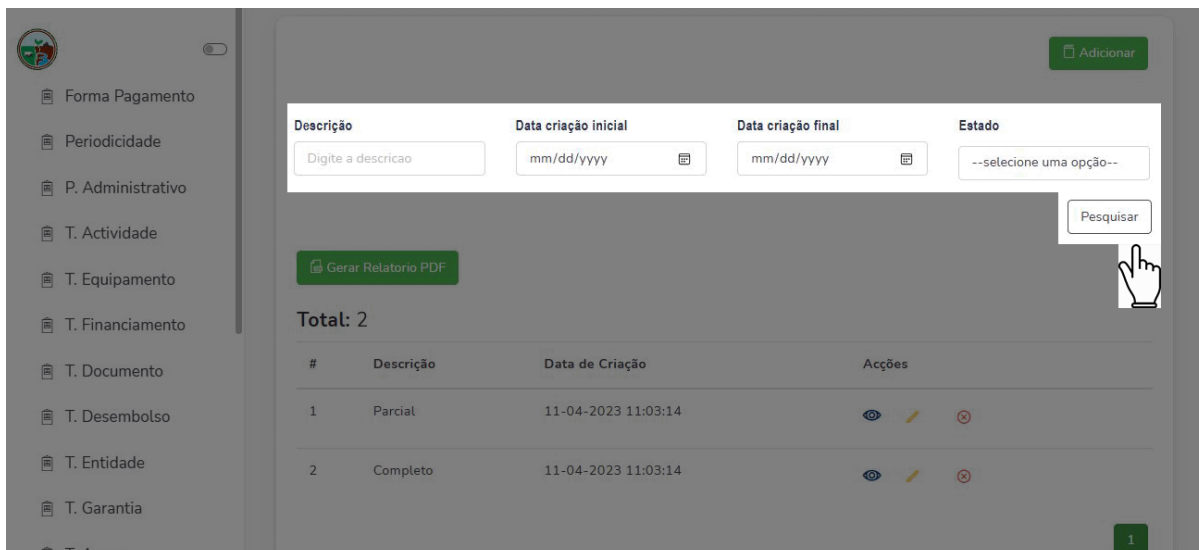 Adicionar
Forma Pagamento
Periodicidade
P. Administrativo
T. Actividade
T. Equipamento
T. Financiamento
T. Documento
T. Desembolso
T. Entidade
T. Garantia
Descrição Data criação inicial Data criação final Estado
Digite a descricao mm/dd/yyyy mm/dd/yyyy --selecione uma opção--
Pesquisar
Gerar Relatorio PDF
Total: 2
# Descrição Data de Criação Acções
1 Parcial 11-04-2023 11:03:14
2 Completo 11-04-2023 11:03:14
1